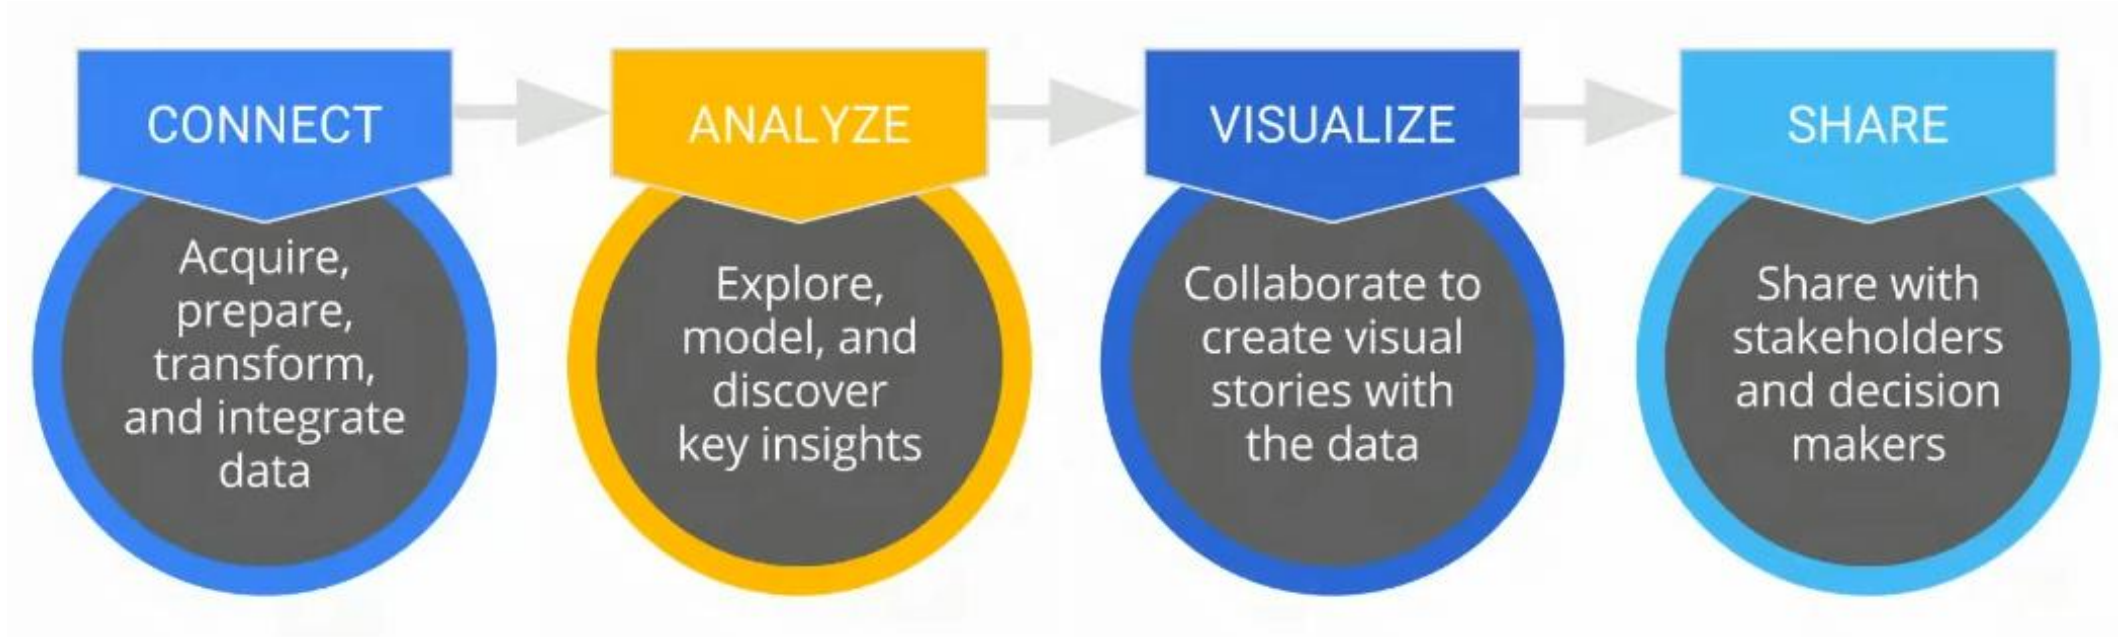 CONNECT
Acquire,
prepare,
transform,
and integrate
data
ANALYZE
Explore,
model, and
discover
key insights
VISUALIZE
Collaborate to
create visual
stories with
the data
SHARE
Share with
stakeholders
and decision
makers